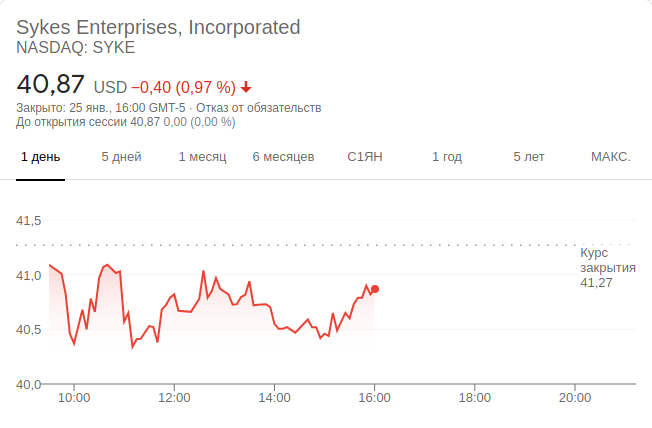 Sykes Enterprises, Incorporated
NASDAQ: SYKE
40,87 USD −0,40 (0,97 %)
Закрыто: 25 янв., 16:00 GMT-5 · Отказ от обязательств
До открытия сессии 40,87 0,00 (0,00 %)
1 день 5 дней 1 месяц 6 месяцев С1ЯН 1 год 5 лет МАКС.
41,5
Курс
закрытия
41,27
41,0
40,5
40,0
10:00 12:00 14:00 16:00 18:00 20:00